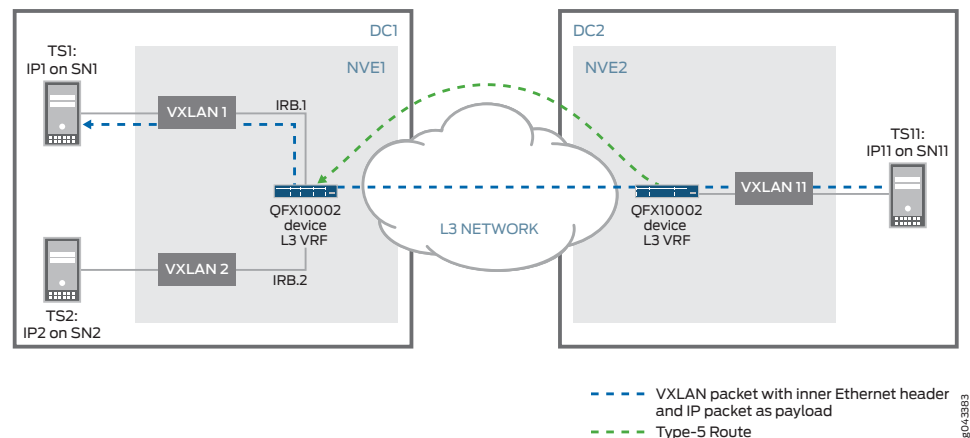 DC1
TS1:
IP1 on SN1
NVE1
VXLAN 1
IRB.1
QFX10002
device
L3 VRF
VXLAN 2
IRB.2
TS2:
IP2 on SN2
L3 NETWORK
DC2
NVE2
TS11:
IP11 on SN11
VXLAN 11
QFX10002
device
L3 VRF
VXLAN packet with inner Ethernet header
and IP packet as payload
Type-5 Route
g043383